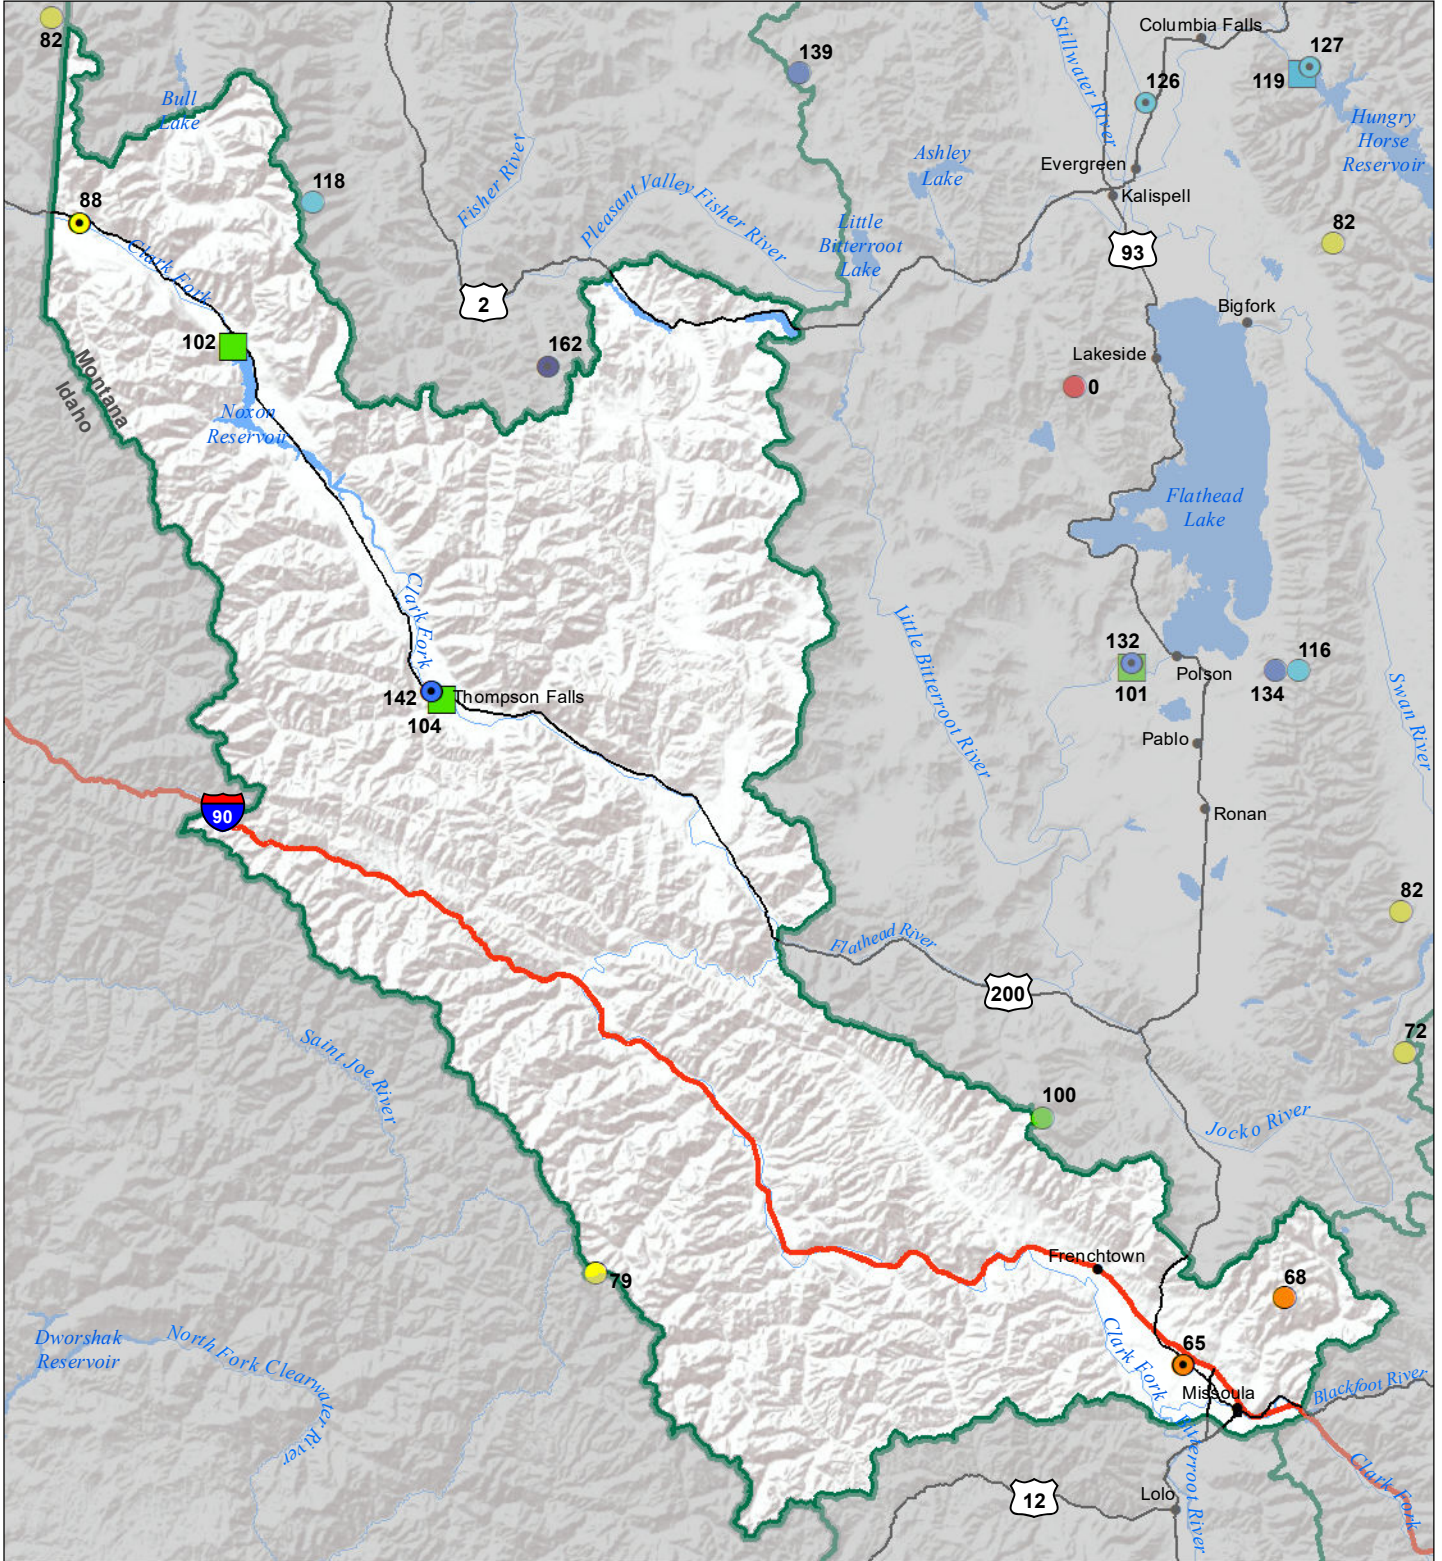 82
Bull
Lake
139
Stillwater River
Columbia Falls
127
119
126
Hungry
Horse
Reservoir
Ashley
Lake
Evergreen
Kalispell
118
88
Fisher River
Pleasant Valley Fisher River
Little
Bitterroot
Lake
93
82
Clark Fork
2
Bigfork
102
162
Lakeside
0
Montana
Idaho
Noxon
Reservoir
Flathead
Lake
Clark Fork
Little Bitterroot River
132
101
Polson
134
116
Swan River
142
Thompson Falls
104
Pablo
90
Ronan
82
Flathead River
200
Saint Joe River
72
100
Jocko River
Frenchtown
79
68
Dworshak
Reservoir
North Fork Clearwater River
Clark Fork
65
Missoula
Blackfoot River
Bitterroot River
Clark Fork
12
Lolo